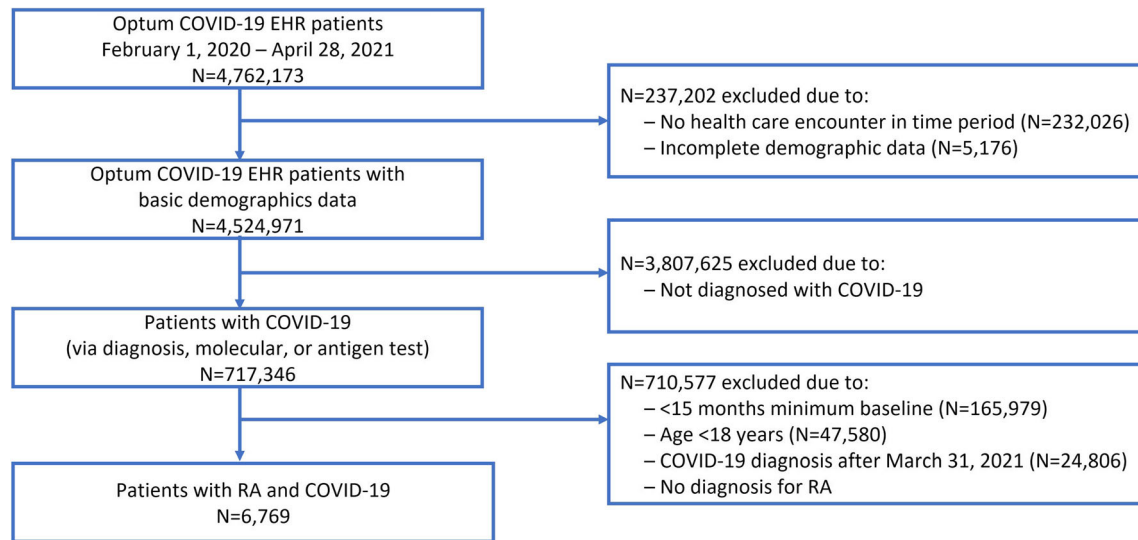 Optum COVID-19 EHR patients
February 1, 2020 – April 28, 2021
N=4,762,173
N=237,202 excluded due to:
– No health care encounter in time period (N=232,026)
– Incomplete demographic data (N=5,176)
Optum COVID-19 EHR patients with
basic demographics data
N=4,524,971
N=3,807,625 excluded due to:
– Not diagnosed with COVID-19
Patients with COVID-19
(via diagnosis, molecular, or antigen test)
N=717,346
N=710,577 excluded due to:
– <15 months minimum baseline (N=165,979)
– Age <18 years (N=47,580)
– COVID-19 diagnosis after March 31, 2021 (N=24,806)
– No diagnosis for RA
Patients with RA and COVID-19
N=6,769